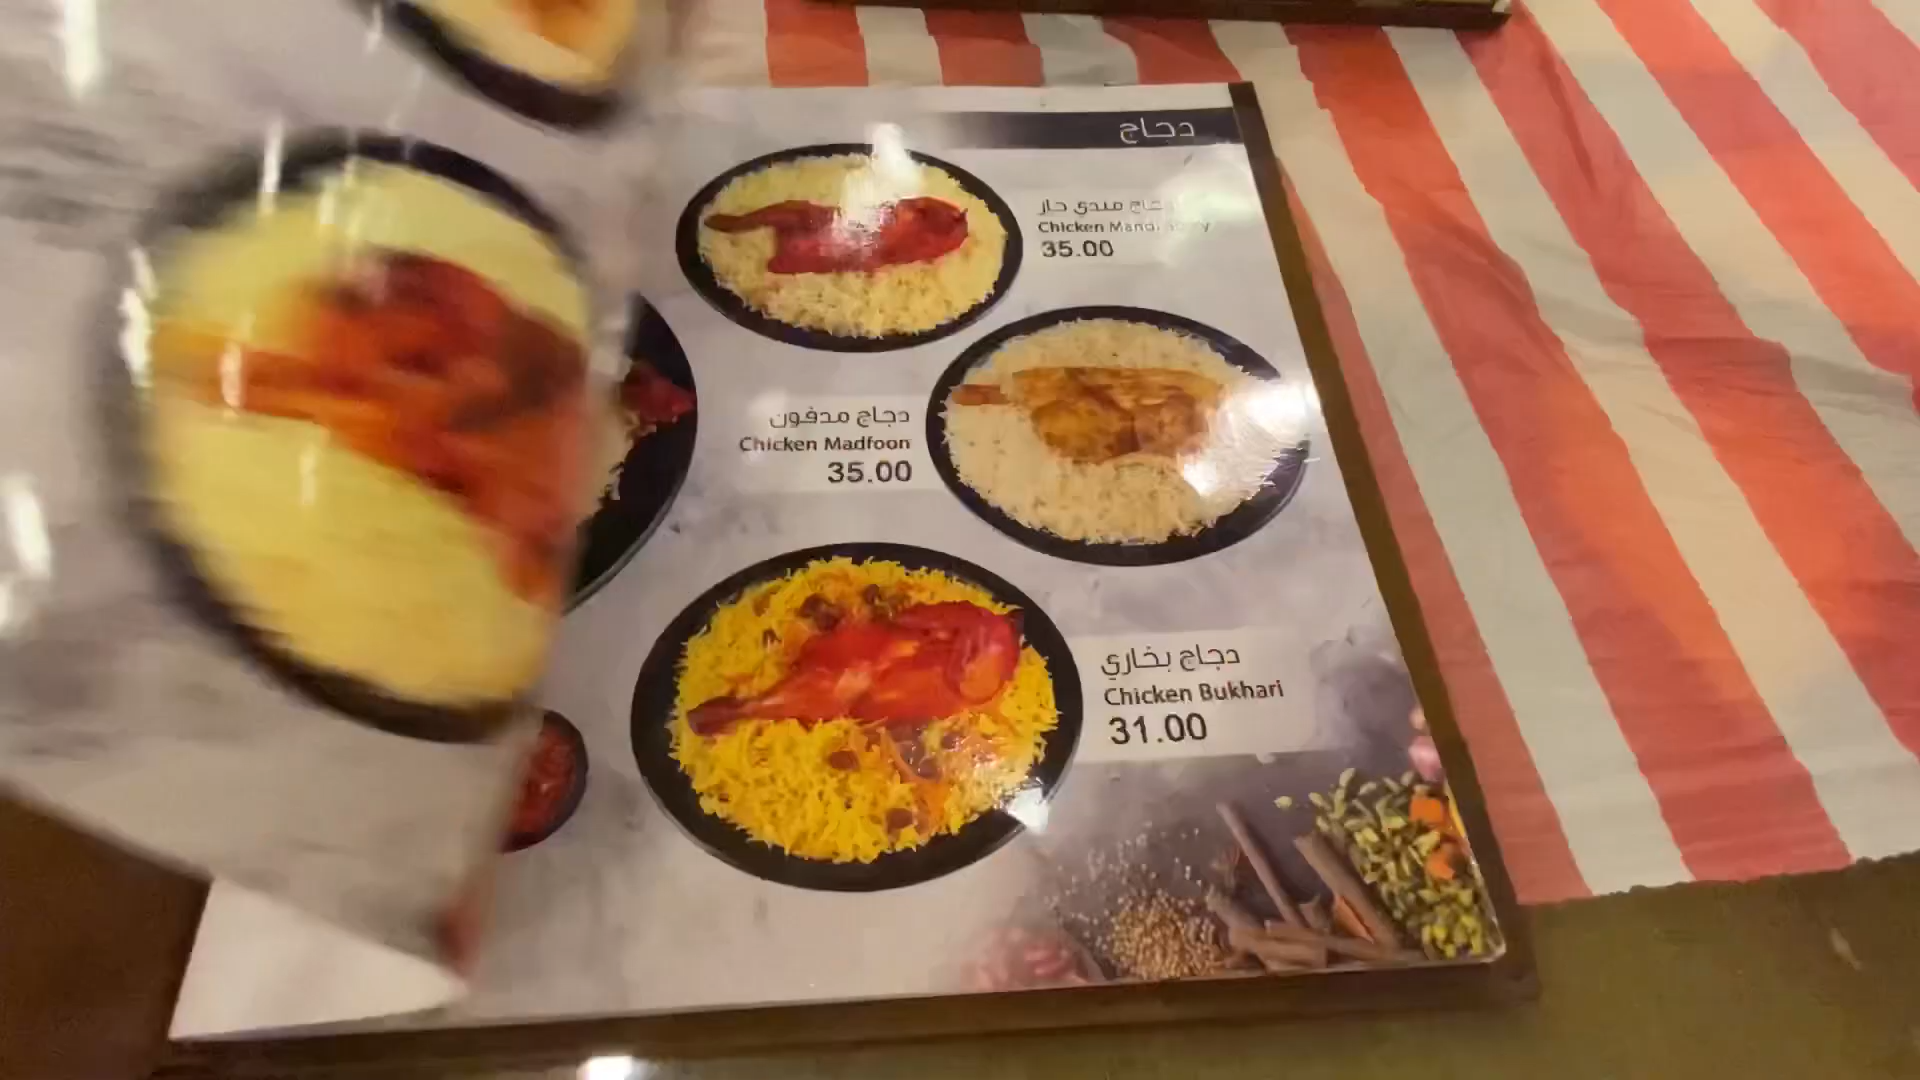 دجاج
دجاج مندي حار
Chicken Mandi
35.00
دجاج مدفون
Chicken Madfoon
35.00
دجاج بخاري
Chicken Bukhari
31.00